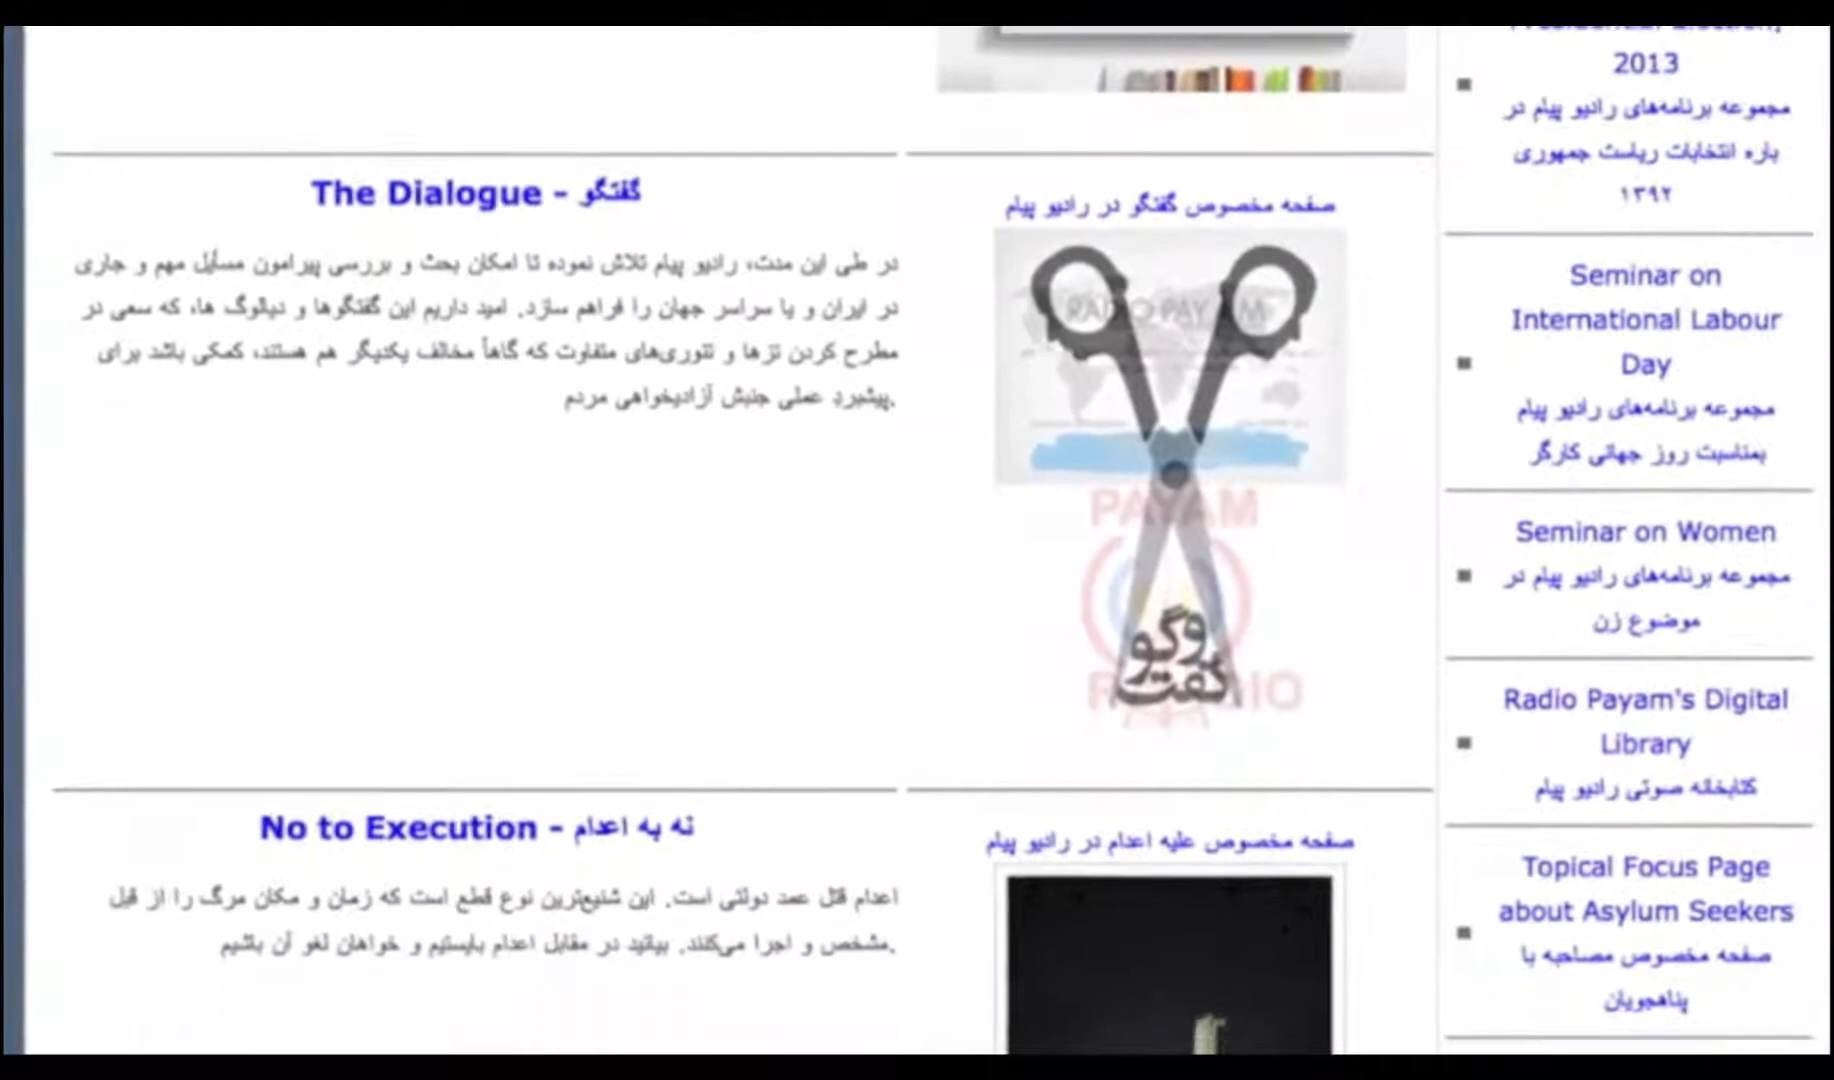 The Dialogue - گفتگو
در طی این مدت، رادیو پیام تلاش نموده تا امکان بحث و بررسی پیرامون مسأیل مهم و جاری
در ایران و یا سراسر جهان را فراهم سازد. امید داریم این گفتگوها و دیالوگ ها، که سعی در
مطرح کردن تزها و تئوری‌های متفاوت که گاهاً مخالف یکدیگر هم هستند، کمکی باشد برای
.پیشبرد عملی جنبش آزادیخواهی مردم
صفحه مخصوص گفتگو در رادیو پیام
RADIO PAYAM
PAYAM
گفت
وگو
RADIO
No to Execution - نه به اعدام
اعدام قتل عمد دولتی است. این شنیع‌ترین نوع قطع است که زمان و مکان مرگ را از قبل
.مشخص و اجرا می‌کنند. بیائید در مقابل اعدام بایستیم و خواهان لغو آن باشیم
صفحه مخصوص علیه اعدام در رادیو پیام
2013
مجموعه برنامه‌های رادیو پیام در
باره انتخابات ریاست جمهوری
۱۳۹۲
Seminar on
International Labour
Day
مجموعه برنامه‌های رادیو پیام
بمناسبت روز جهانی کارگر
Seminar on Women
مجموعه برنامه‌های رادیو پیام در
موضوع زن
Radio Payam's Digital
Library
کتابخانه صوتی رادیو پیام
Topical Focus Page
about Asylum Seekers
صفحه مخصوص مصاحبه با
پناهجویان